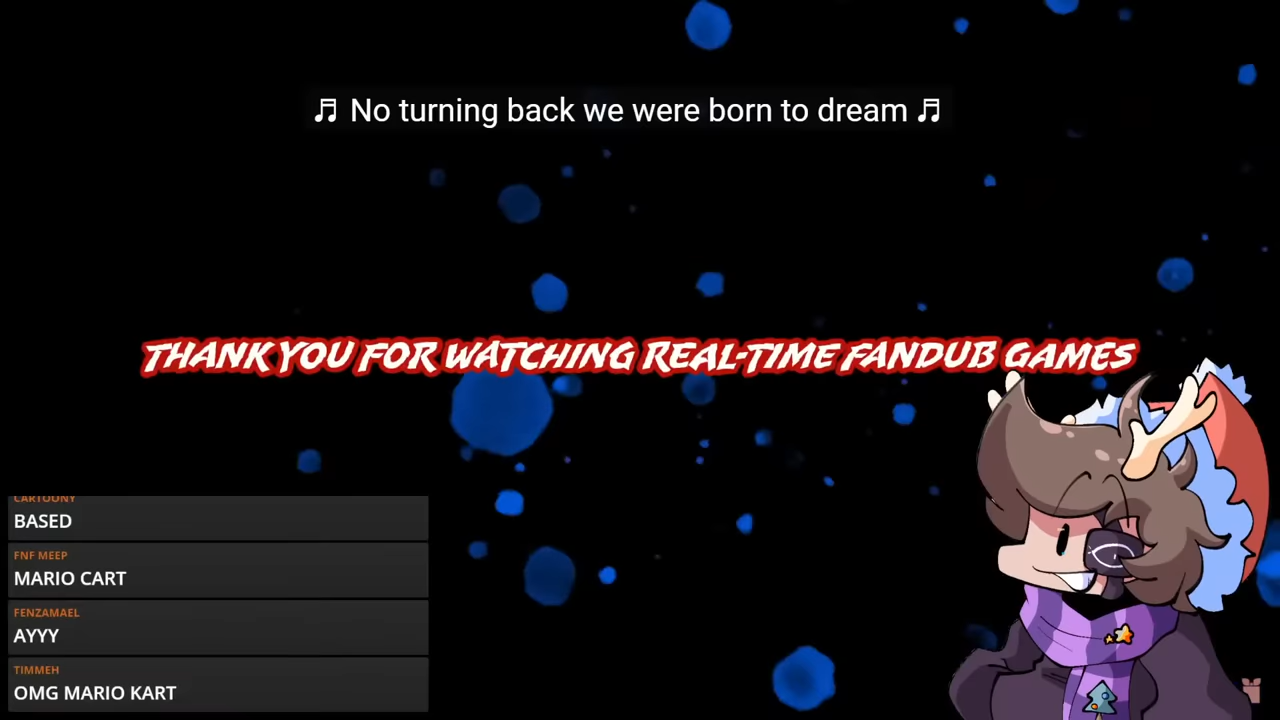 ♬ No turning back we were born to dream ♬
THANK YOU FOR WATCHING REAL-TIME FANDUB GAMES
CARTOONY
BASED
FNF MEEP
MARIO CART
FENZAMAEL
AYYY
TIMMEH
OMG MARIO KART